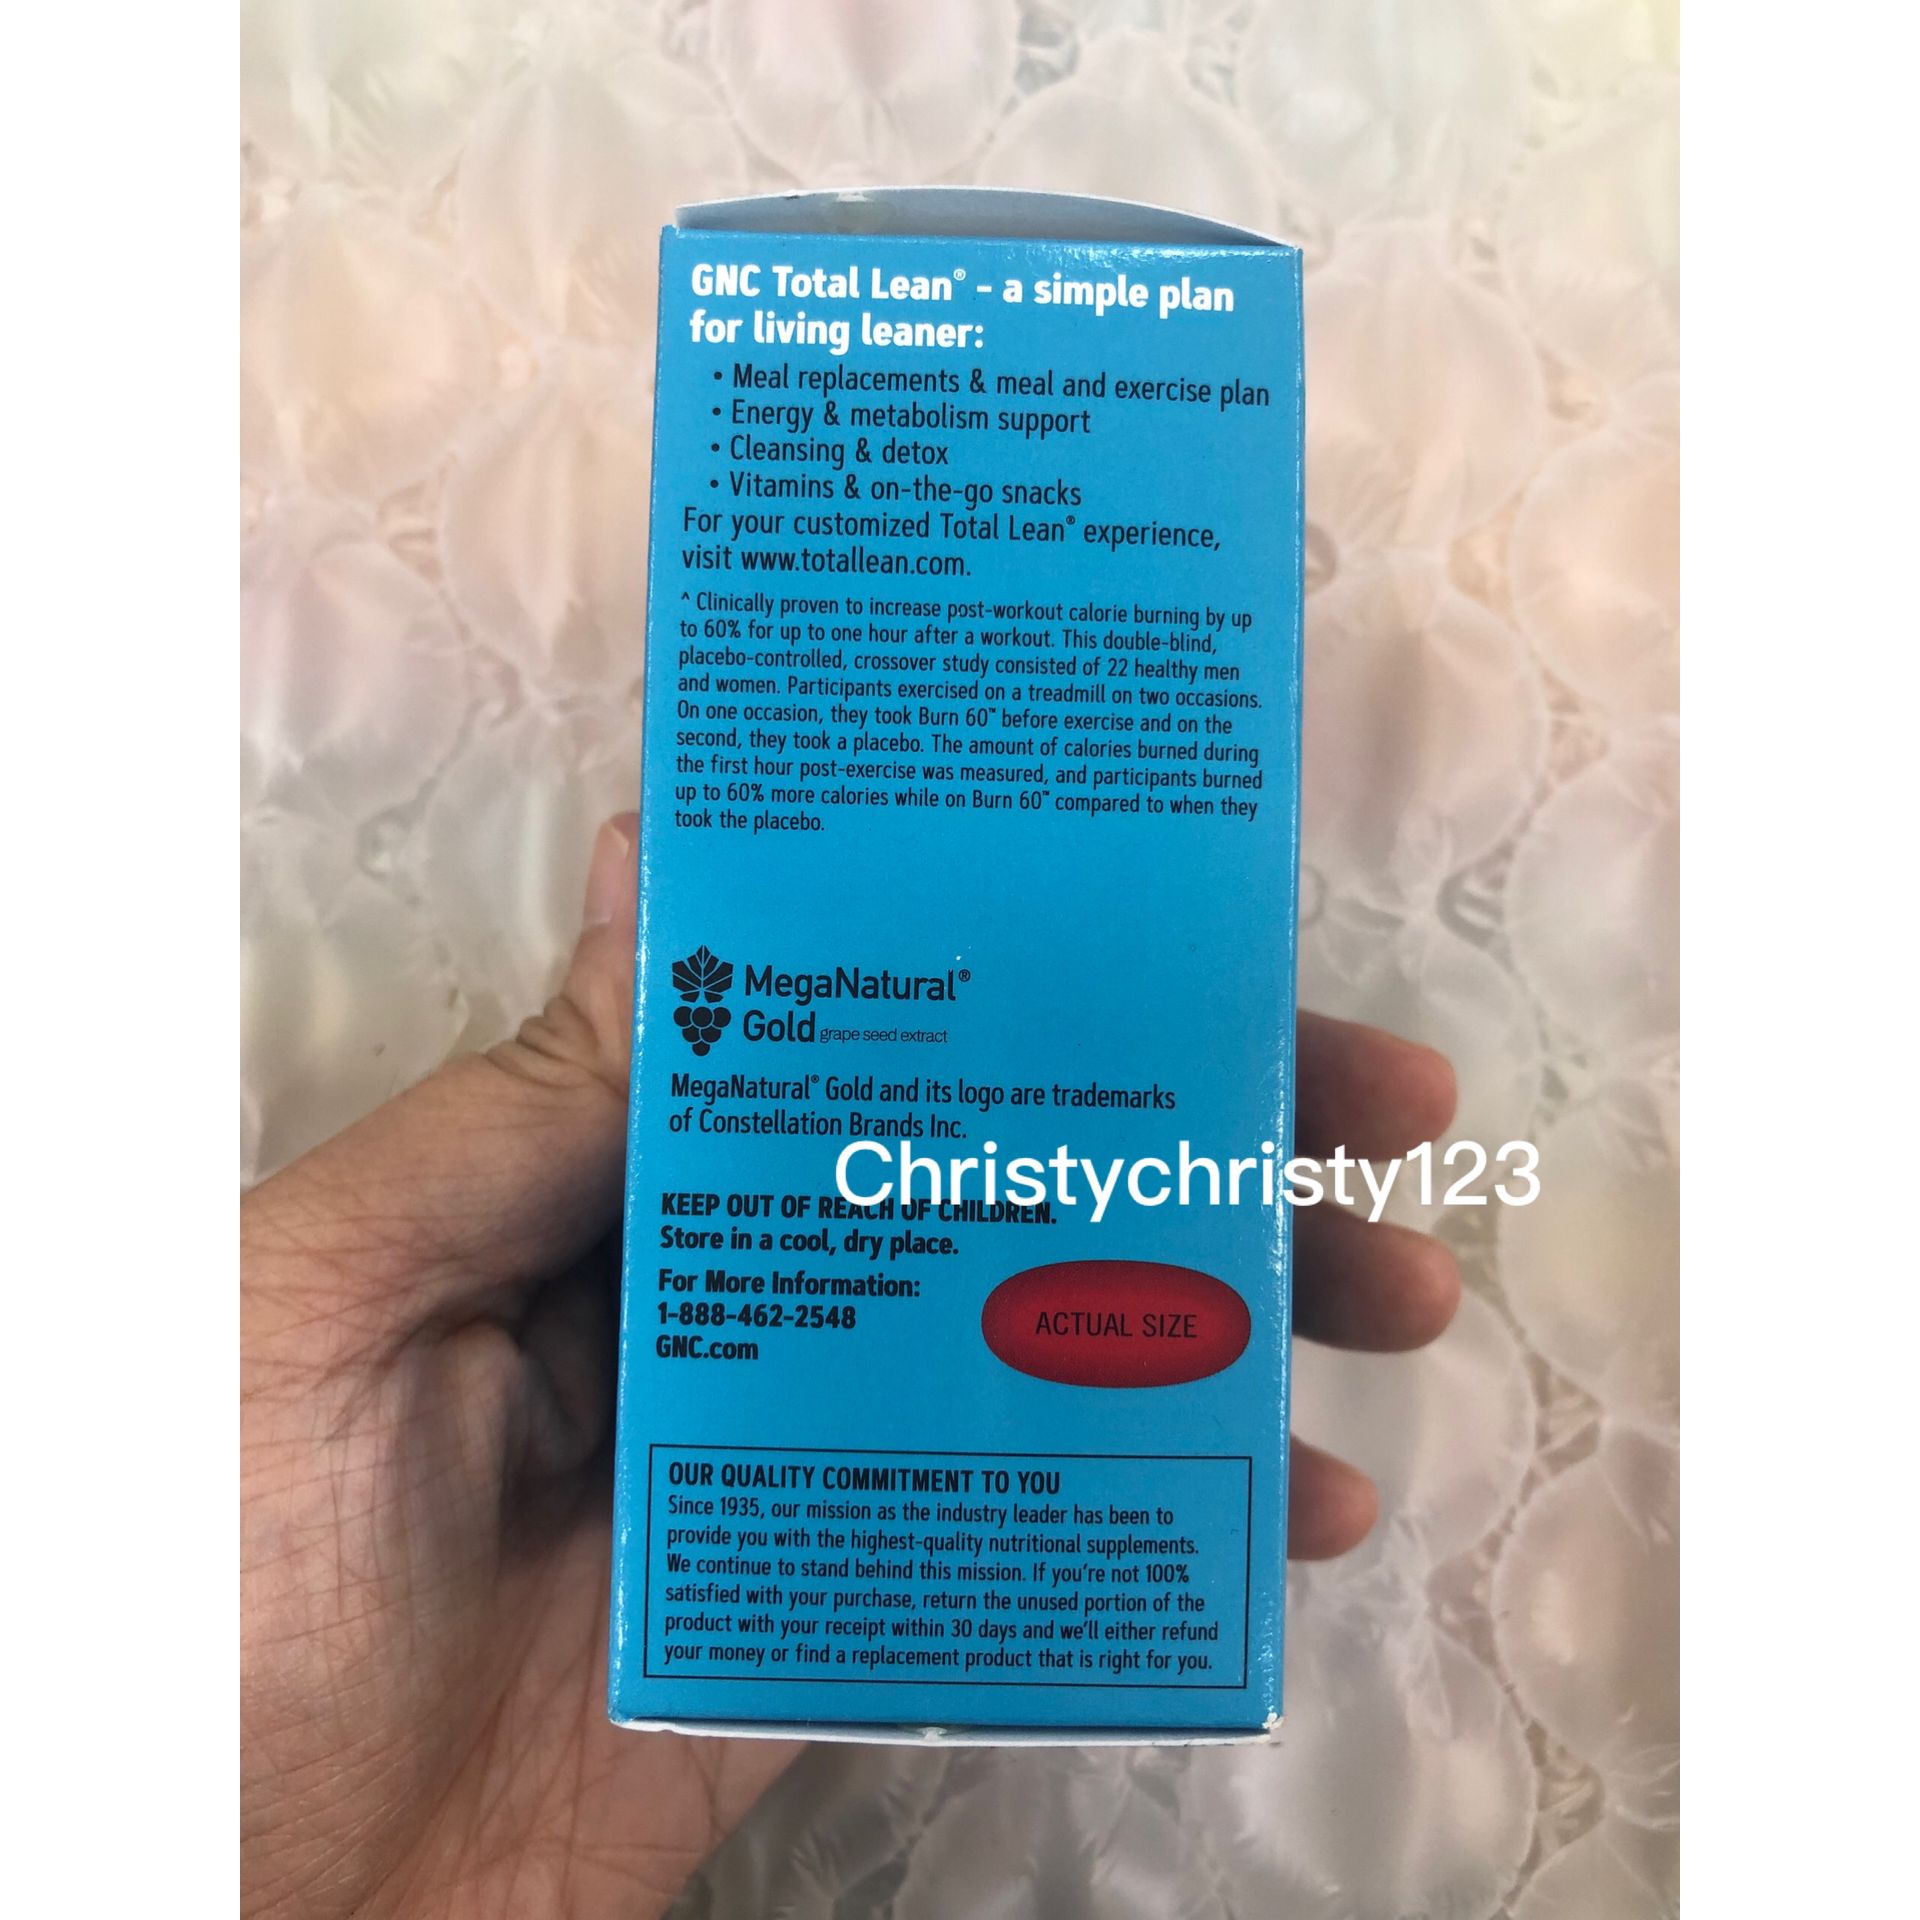 GNC Total Lean® - a simple plan
for living leaner:
• Meal replacements & meal and exercise plan
• Energy & metabolism support
• Cleansing & detox
• Vitamins & on-the-go snacks
For your customized Total Lean® experience,
visit www.totallean.com.
^ Clinically proven to increase post-workout calorie burning by up
to 60% for up to one hour after a workout. This double-blind,
placebo-controlled, crossover study consisted of 22 healthy men
and women. Participants exercised on a treadmill on two occasions.
On one occasion, they took Burn 60™ before exercise and on the
second, they took a placebo. The amount of calories burned during
the first hour post-exercise was measured, and participants burned
up to 60% more calories while on Burn 60™ compared to when they
took the placebo.
MegaNatural®
Gold grape seed extract
MegaNatural® Gold and its logo are trademarks
of Constellation Brands Inc.
Christychristy123
KEEP OUT OF REACH OF CHILDREN.
Store in a cool, dry place.
For More Information:
1-888-462-2548
GNC.com
ACTUAL SIZE
OUR QUALITY COMMITMENT TO YOU
Since 1935, our mission as the industry leader has been to
provide you with the highest-quality nutritional supplements.
We continue to stand behind this mission. If you're not 100%
satisfied with your purchase, return the unused portion of the
product with your receipt within 30 days and we'll either refund
your money or find a replacement product that is right for you.